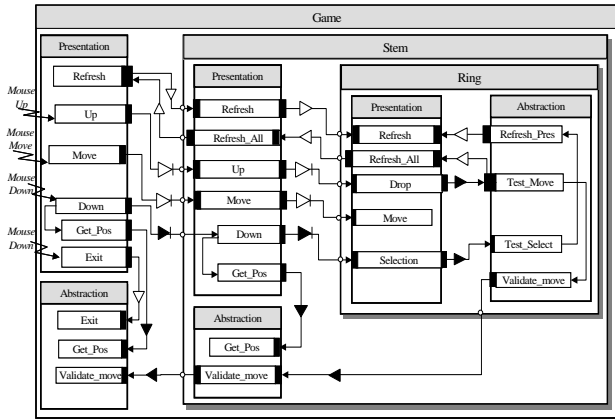 Game
Presentation
Stem
Refresh
Presentation
Ring
Mouse
Up
Up
Refresh
Presentation
Abstraction
Mouse
Move
Refresh_All
Refresh
Refresh_Pres
Move
Up
Refresh_All
Mouse
Down
Move
Drop
Test_Move
Down
Down
Move
Get_Pos
Mouse
Down
Exit
Get_Pos
Selection
Test_Select
Validate_move
Abstraction
Exit
Abstraction
Get_Pos
Get_Pos
Validate_move
Validate_move